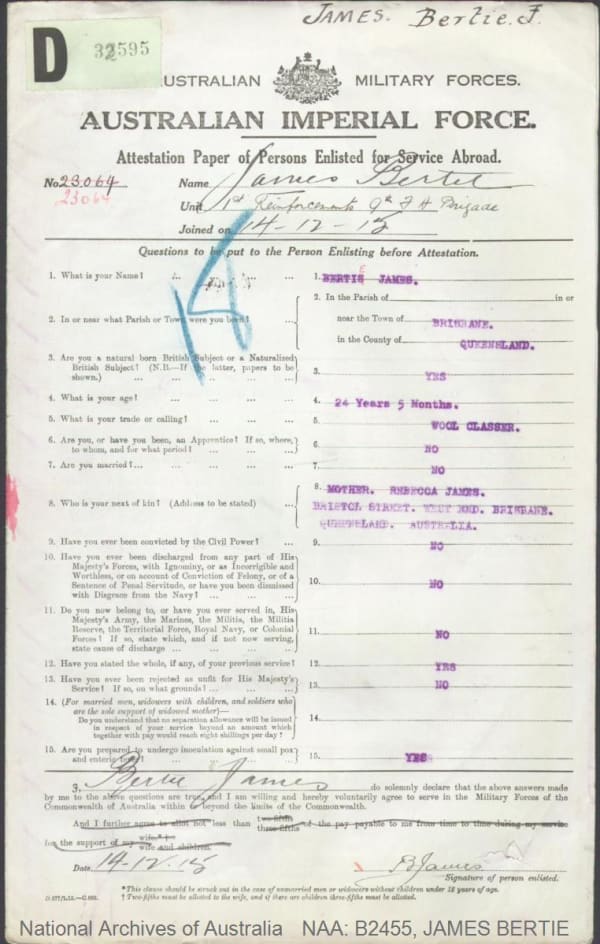 JAMES. Bertie. J.
D 32595
AUSTRALIAN MILITARY FORCES.
AUSTRALIAN IMPERIAL FORCE.
Attestation Paper of Persons Enlisted for Service Abroad.
No. 23064 Name James Bertie
23064
Unit 1st Reinforcements 9th F A Brigade
Joined on 14-12-15
Questions to be put to the Person Enlisting before Attestation.
1. What is your Name? ... ... ... ... 1. BERTIE JAMES.
2. In or near what Parish or Town were you born? ... 2. In the Parish of in or
near the Town of BRISBANE.
in the County of QUEENSLAND.
3. Are you a natural born British Subject or a Naturalized
British Subject? (N.B.—If the latter, papers to be
shown.) ... ... ... ... 3. YES
4. What is your age? ... ... ... ... 4. 24 Years 5 Months.
5. What is your trade or calling? ... ... ... 5. WOOL CLASSER.
6. Are you, or have you been, an Apprentice? If so, where,
to whom, and for what period? ... ... ... 6. NO
7. Are you married?... ... ... ... ... 7. NO
8. Who is your next of kin? (Address to be stated) ... 8. MOTHER. REBECCA JAMES.
BRISTOL STREET. WEST END. BRISBANE.
QUEENSLAND. AUSTRALIA.
9. Have you ever been convicted by the Civil Power? ... 9. NO
10. Have you ever been discharged from any part of His
Majesty's Forces, with Ignominy, or as Incorrigible and
Worthless, or on account of Conviction of Felony, or of a
Sentence of Penal Servitude, or have you been dismissed
with Disgrace from the Navy? ... ... ... 10. NO
11. Do you now belong to, or have you ever served in, His
Majesty's Army, the Marines, the Militia, the Militia
Reserve, the Territorial Force, Royal Navy, or Colonial
Forces? If so, state which, and if not now serving,
state cause of discharge ... ... ... ... 11. NO
12. Have you stated the whole, if any, of your previous service? 12. YES
13. Have you ever been rejected as unfit for His Majesty's
Service? If so, on what grounds? ... ... ... 13. NO
14. (For married men, widowers with children, and soldiers who
are the sole support of widowed mother)—
Do you understand that no separation allowance will be issued
in respect of your service beyond an amount which
together with pay would reach eight shillings per day? 14.
15. Are you prepared to undergo inoculation against small pox
and enteric fever? ... ... ... 15. YES
I, Bertie James do solemnly declare that the above answers made
by me to the above questions are true, and I am willing and hereby voluntarily agree to serve in the Military Forces of the
Commonwealth of Australia within or beyond the limits of the Commonwealth.
And I further agree to allot not less than two-fifths three-fifths of the pay payable to me from time to time during my service
for the support of my wife*† wife and children.
Date 14-12-15 B James
Signature of person enlisted.
*This clause should be struck out in the case of unmarried men or widowers without children under 18 years of age.
† Two-fifths must be allotted to the wife, and if there are children three-fifths must be allotted.
National Archives of Australia NAA: B2455, JAMES BERTIE